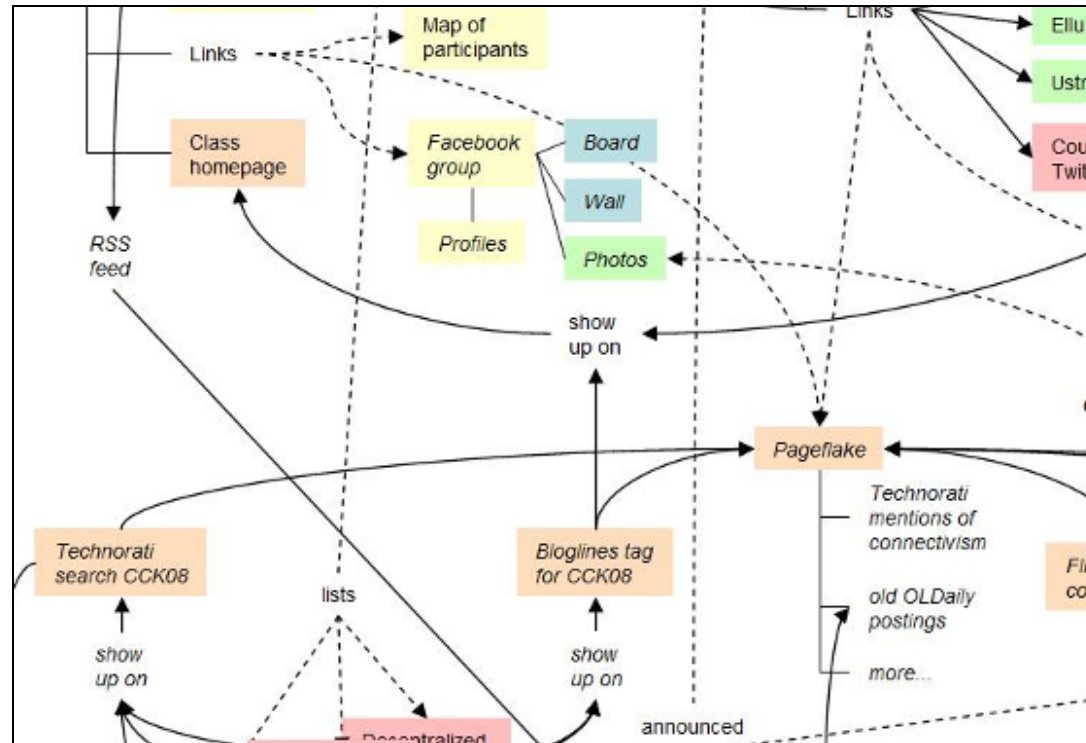 Links
Map of
participants
Links
Class
homepage
Facebook
group
Board
Wall
Profiles
Photos
RSS
feed
show
up on
Pageflake
Technorati
mentions of
connectivism
old OLDaily
postings
more...
Technorati
search CCK08
lists
Bloglines tag
for CCK08
show
up on
show
up on
announced
Decentralized